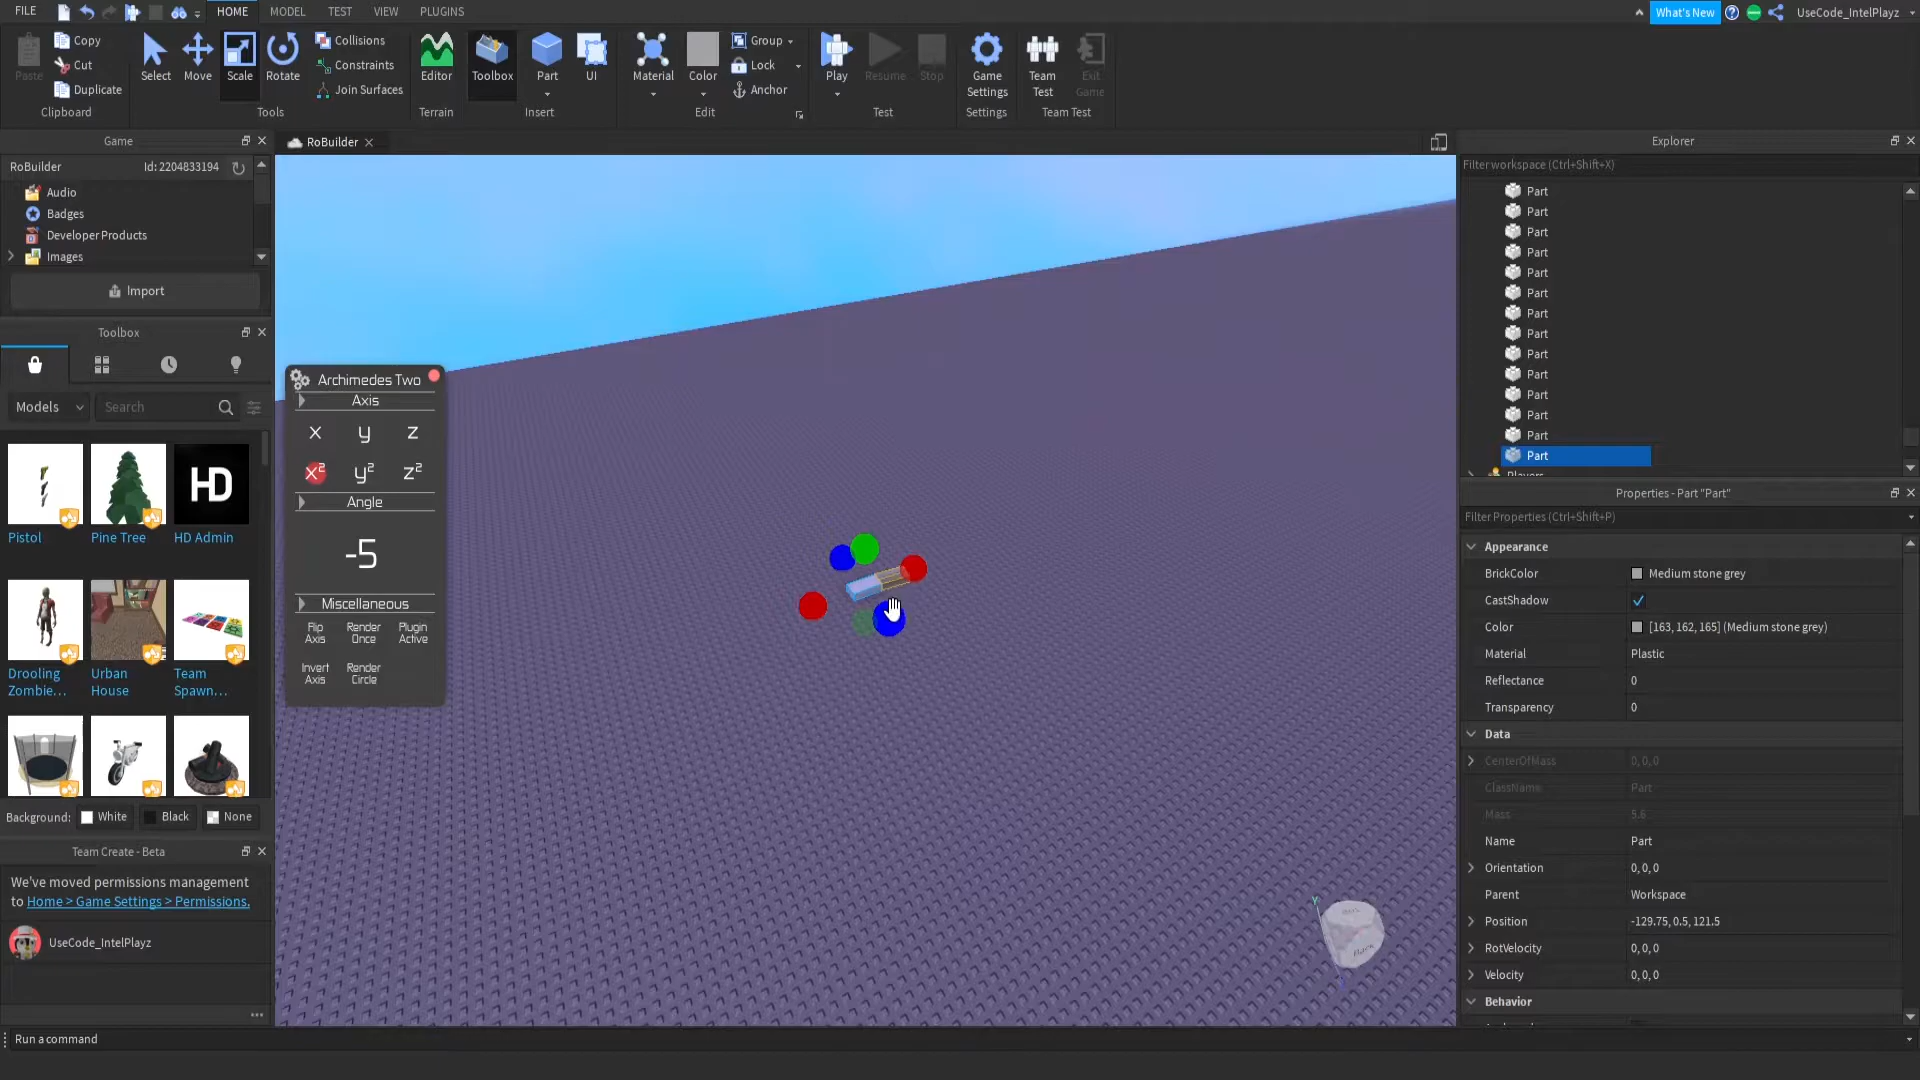 FILE
HOME
MODEL
TEST
VIEW
PLUGINS
What's New
UseCode_IntelPlayz
Paste
Copy
Cut
Duplicate
Clipboard
Select
Move
Scale
Rotate
Collisions
Constraints
Join Surfaces
Tools
Editor
Terrain
Toolbox
Part
UI
Insert
Material
Color
Group
Lock
Anchor
Edit
Play
Resume
Stop
Test
Game
Settings
Settings
Team
Test
Exit
Game
Team Test
Game
RoBuilder
Id: 2204833194
Audio
Badges
Developer Products
Images
Import
Toolbox
Models
Search
HD
Pistol
Pine Tree
HD Admin
Drooling
Zombie...
Urban
House
Team
Spawn...
Background:
White
Black
None
Team Create - Beta
We've moved permissions management
to Home > Game Settings > Permissions.
UseCode_IntelPlayz
Run a command
RoBuilder
Archimedes Two
Axis
x y z
x² y² z²
Angle
-5
Miscellaneous
Flip
Axis
Render
Once
Plugin
Active
Invert
Axis
Render
Circle
Y
Explorer
Filter workspace (Ctrl+Shift+X)
Part
Part
Part
Part
Part
Part
Part
Part
Part
Part
Part
Part
Part
Part
Players
Properties - Part "Part"
Filter Properties (Ctrl+Shift+P)
Appearance
BrickColor
Medium stone grey
CastShadow
Color
[163, 162, 165] (Medium stone grey)
Material
Plastic
Reflectance
0
Transparency
0
Data
CenterOfMass
0, 0, 0
ClassName
Part
Mass
5.6
Name
Part
Orientation
0, 0, 0
Parent
Workspace
Position
-129.75, 0.5, 121.5
RotVelocity
0, 0, 0
Velocity
0, 0, 0
Behavior